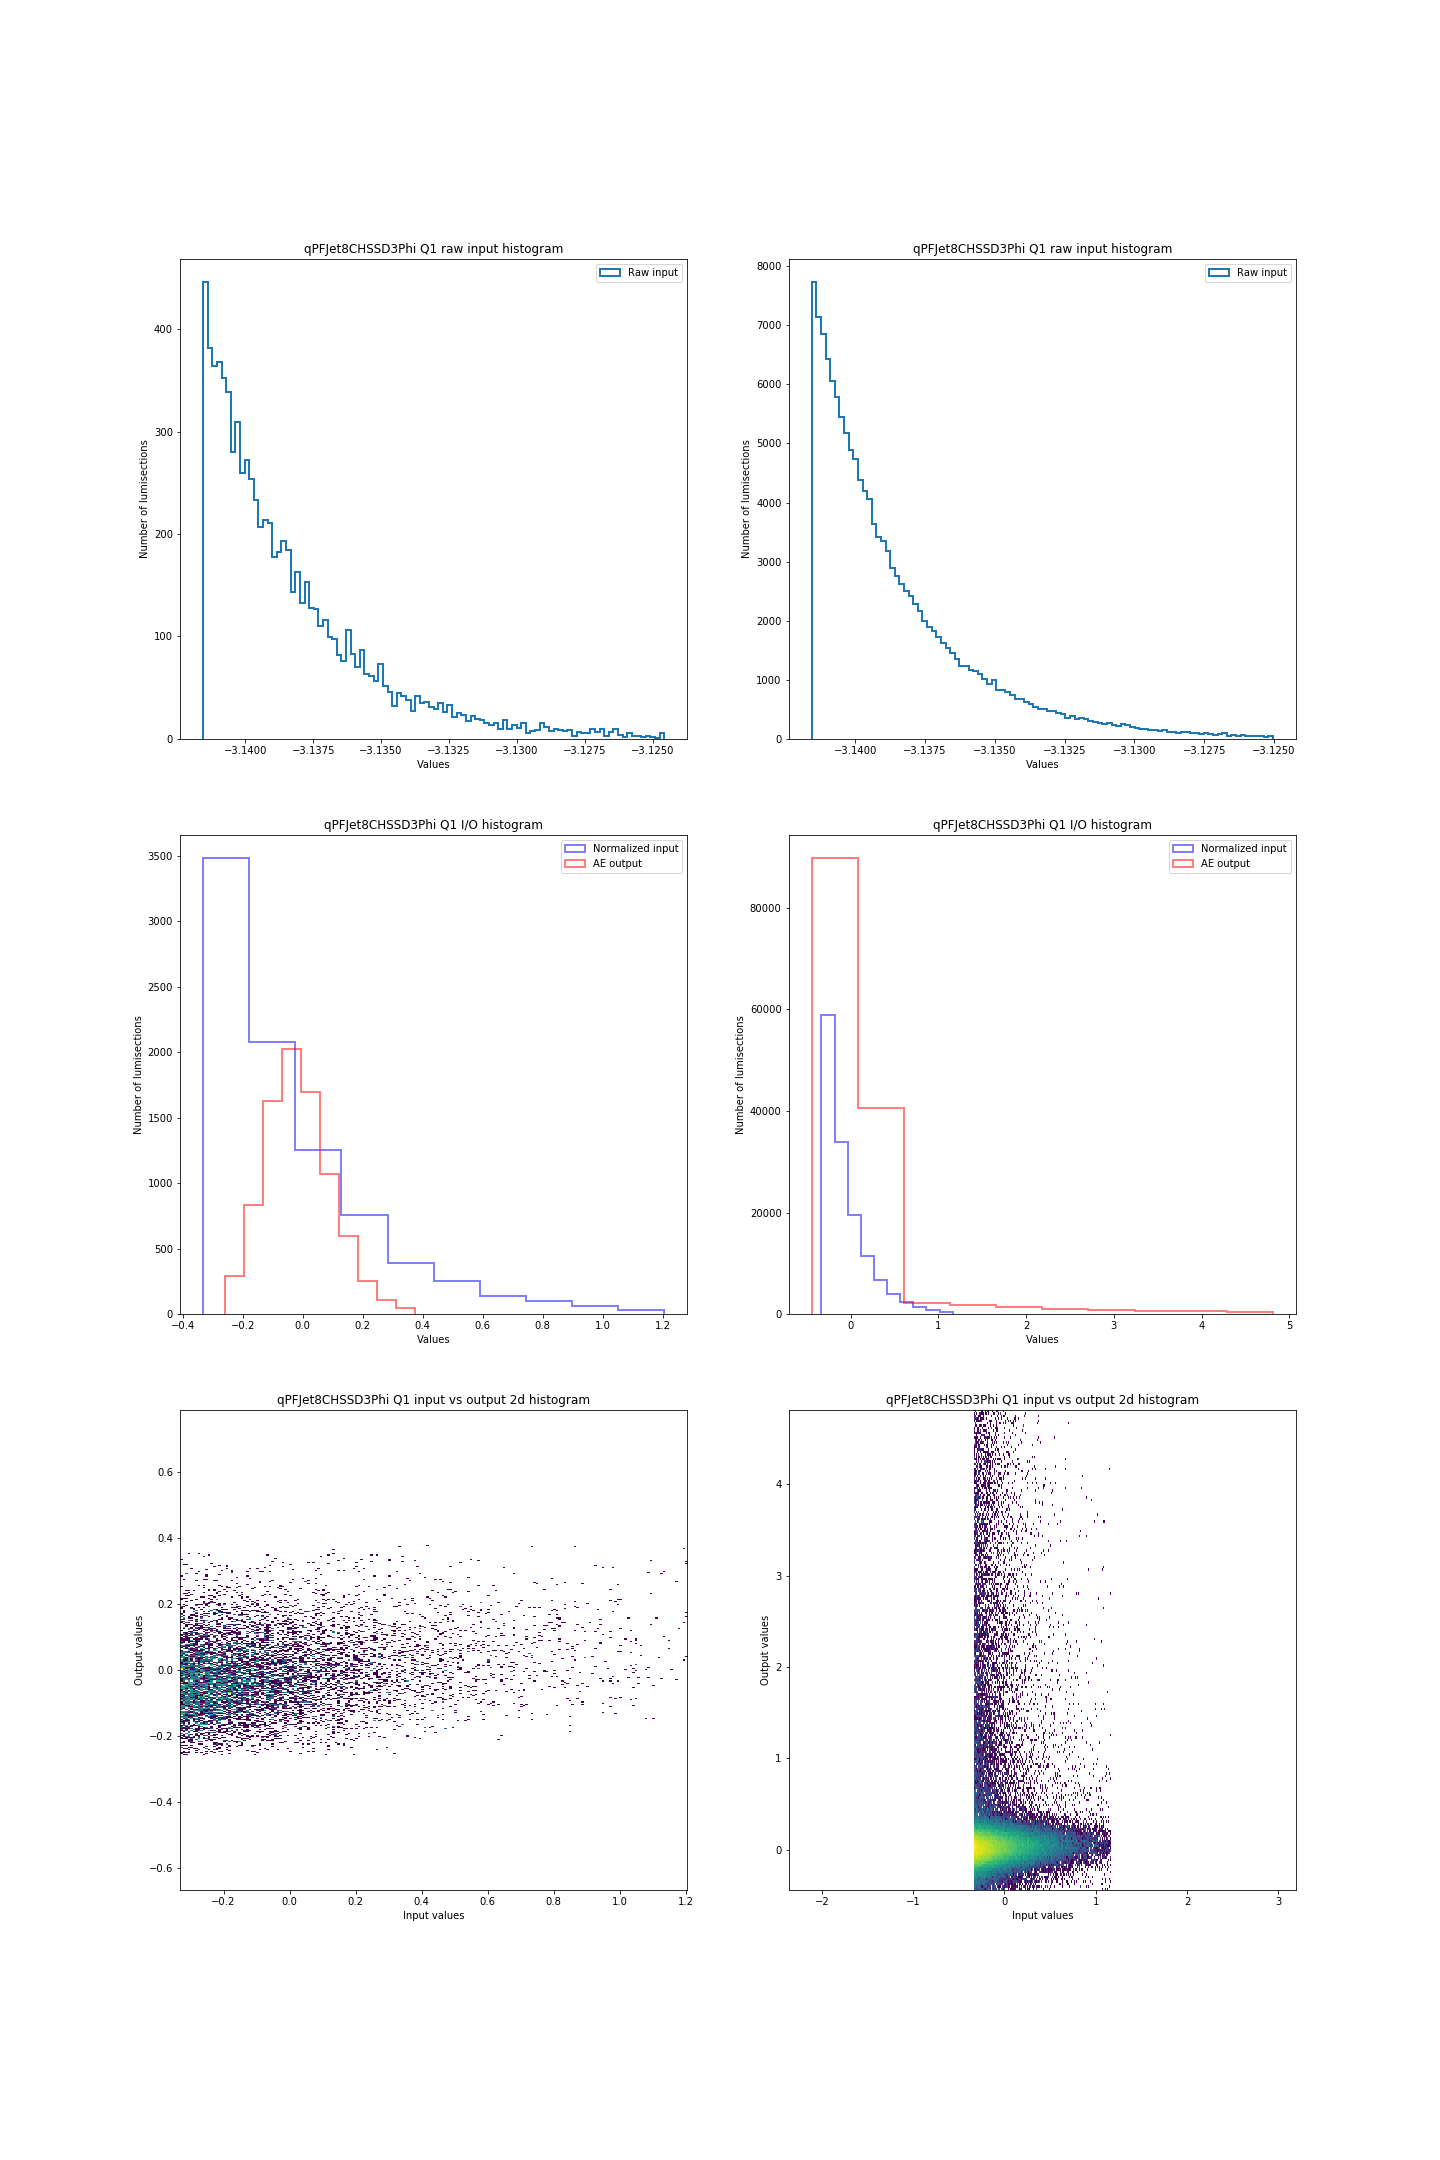 qPFJet8CHSSD3Phi Q1 raw input histogram
Raw input
Number of lumisections
400
300
200
100
0
−3.1400 −3.1375 −3.1350 −3.1325 −3.1300 −3.1275 −3.1250
Values
qPFJet8CHSSD3Phi Q1 raw input histogram
Raw input
Number of lumisections
8000
7000
6000
5000
4000
3000
2000
1000
0
−3.1400 −3.1375 −3.1350 −3.1325 −3.1300 −3.1275 −3.1250
Values
qPFJet8CHSSD3Phi Q1 I/O histogram
Normalized input
AE output
Number of lumisections
3500
3000
2500
2000
1500
1000
500
0
−0.4 −0.2 0.0 0.2 0.4 0.6 0.8 1.0 1.2
Values
qPFJet8CHSSD3Phi Q1 I/O histogram
Normalized input
AE output
Number of lumisections
80000
60000
40000
20000
0
0 1 2 3 4 5
Values
qPFJet8CHSSD3Phi Q1 input vs output 2d histogram
Output values
0.6
0.4
0.2
0.0
−0.2
−0.4
−0.6
−0.2 0.0 0.2 0.4 0.6 0.8 1.0 1.2
Input values
qPFJet8CHSSD3Phi Q1 input vs output 2d histogram
Output values
4
3
2
1
0
−2 −1 0 1 2 3
Input values